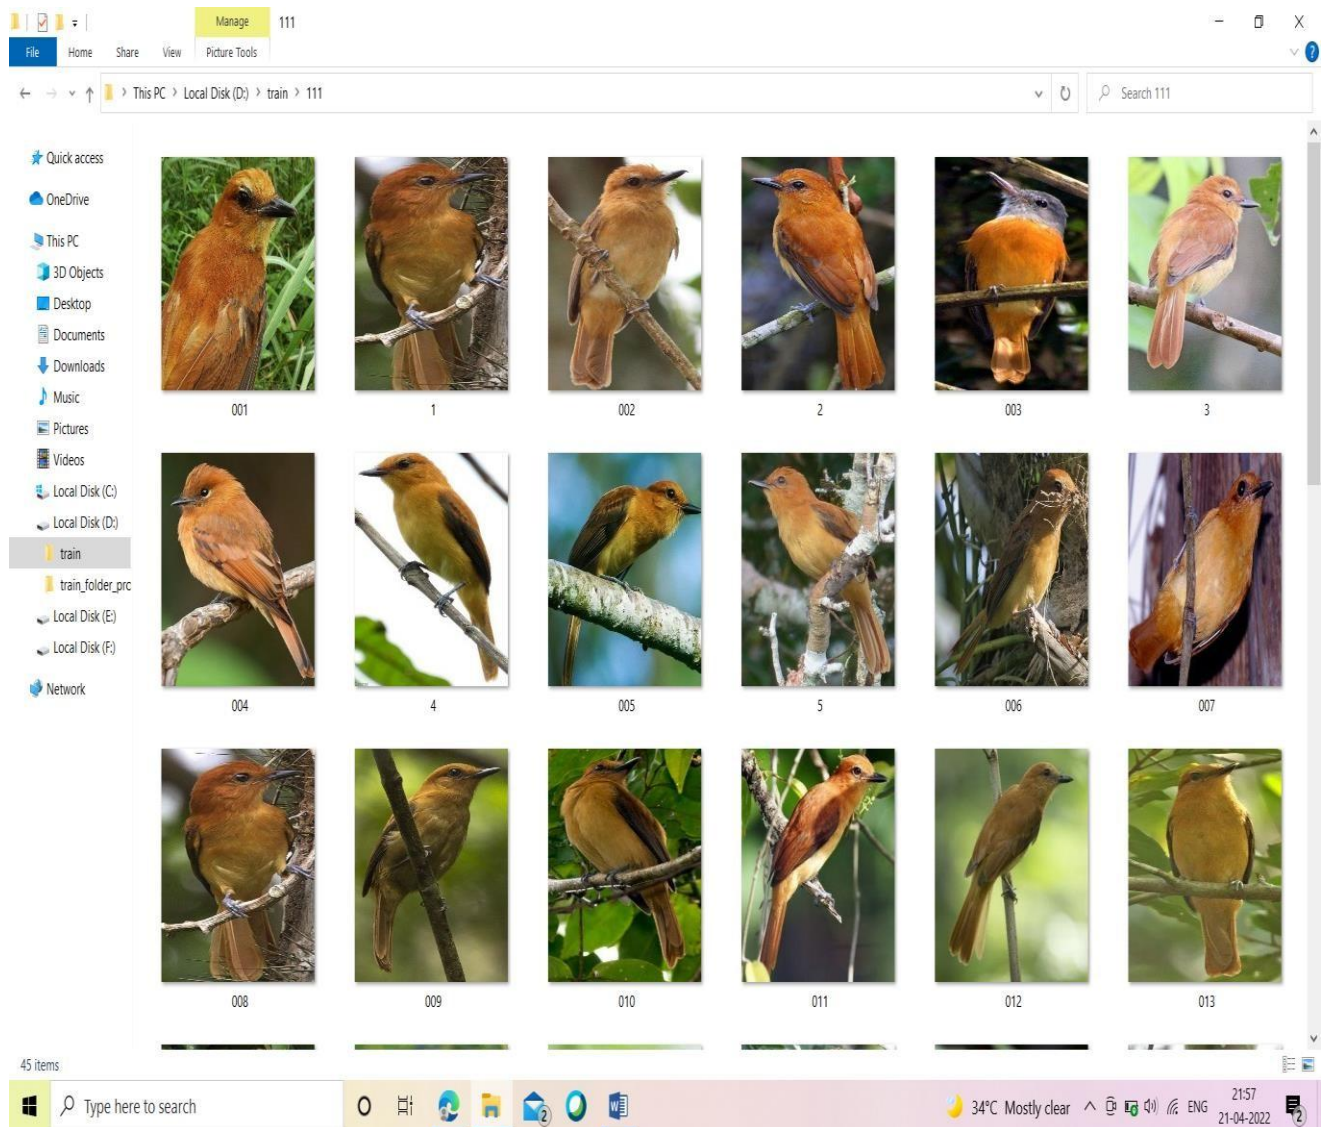 Manage 111
File Home Share View Picture Tools
This PC > Local Disk (D:) > train > 111
Search 111
Quick access
OneDrive
This PC
3D Objects
Desktop
Documents
Downloads
Music
Pictures
Videos
Local Disk (C:)
Local Disk (D:)
train
train_folder_prc
Local Disk (E:)
Local Disk (F:)
Network
001 1 002 2 003 3
004 4 005 5 006 007
008 009 010 011 012 013
45 items
Type here to search
34°C Mostly clear
ENG
21:57
21-04-2022
2
2